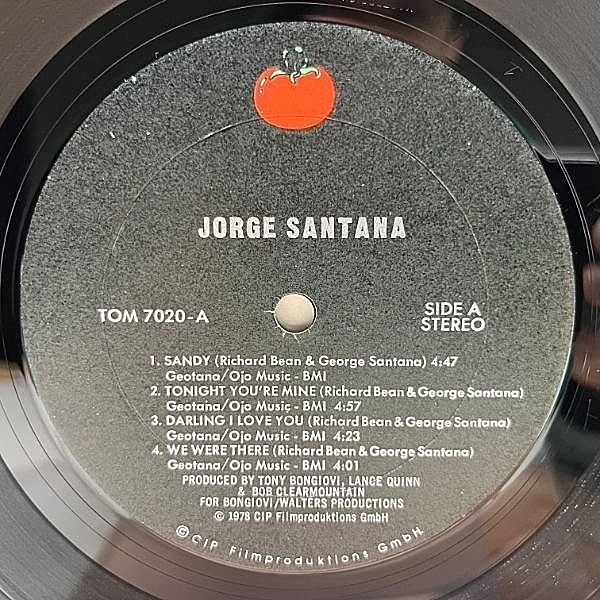 JORGE SANTANA
TOM 7020-A
SIDE A
STEREO
1. SANDY (Richard Bean & George Santana) 4:47
Geotana/Ojo Music - BMI
2. TONIGHT YOU'RE MINE (Richard Bean & George Santana)
Geotana/Ojo Music - BMI 4:57
3. DARLING I LOVE YOU (Richard Bean & George Santana)
Geotana/Ojo Music - BMI 4:23
4. WE WERE THERE (Richard Bean & George Santana)
Geotana/Ojo Music - BMI 4:01
PRODUCED BY TONY BONGIOVI, LANCE QUINN
& BOB CLEARMOUNTAIN
FOR BONGIOVI/WALTERS PRODUCTIONS
© 1978 CIP Filmproduktions GmbH
© CIP Filmproduktions GmbH.